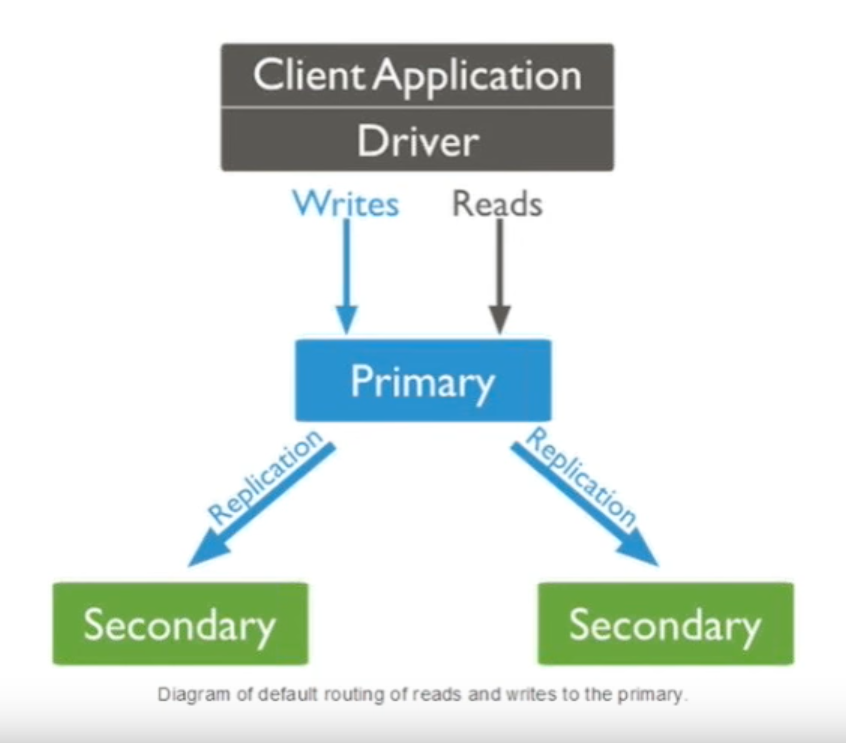 Client Application
Driver
Writes Reads
Primary
Replication Replication
Secondary Secondary
Diagram of default routing of reads and writes to the primary.